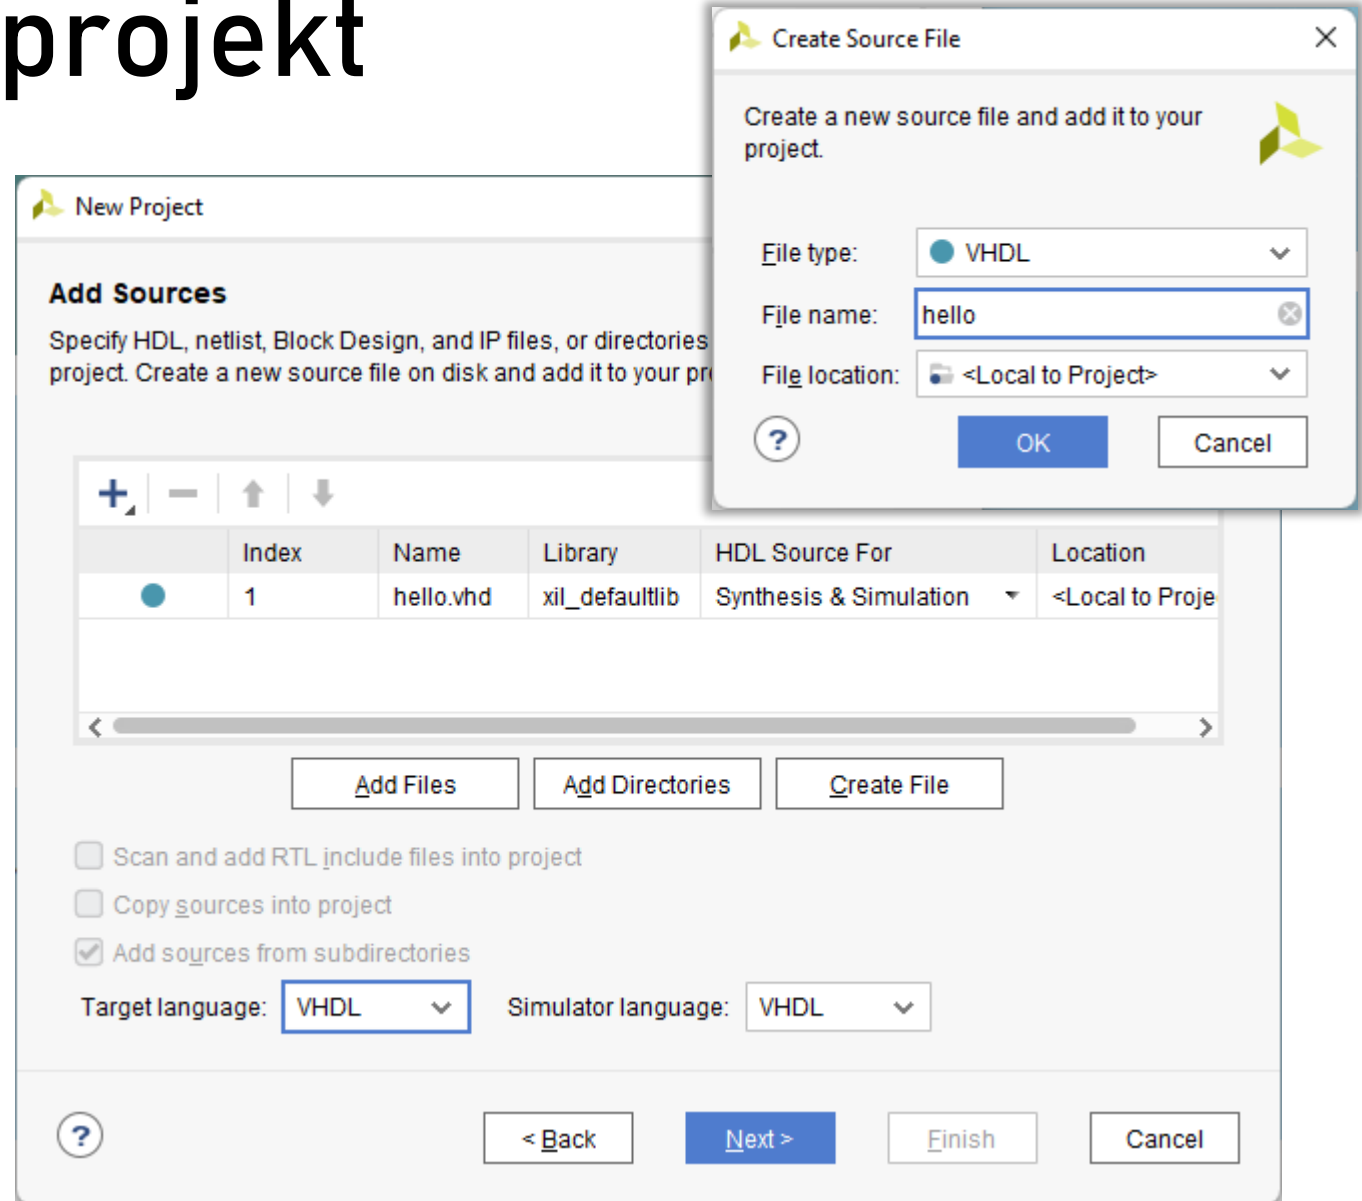 projekt
Create Source File
Create a new source file and add it to your
project.
File type: VHDL
File name: hello
File location: <Local to Project>
? OK Cancel
New Project
Add Sources
Specify HDL, netlist, Block Design, and IP files, or directories
project. Create a new source file on disk and add it to your
Index Name Library HDL Source For Location
1 hello.vhd xil_defaultlib Synthesis & Simulation <Local to Proje
Add Files Add Directories Create File
Scan and add RTL include files into project
Copy sources into project
Add sources from subdirectories
Target language: VHDL Simulator language: VHDL
? < Back Next > Finish Cancel